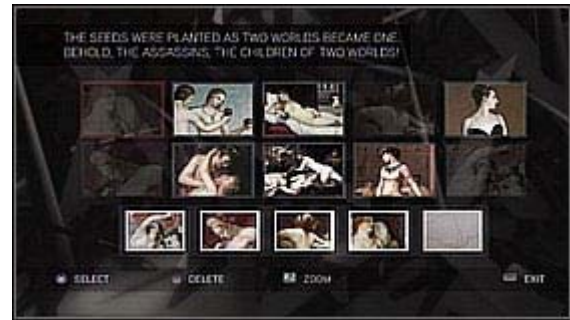 THE SEEDS WERE PLANTED AS TWO WORLDS BECAME ONE.
BEHOLD, THE ASSASSINS, THE CHILDREN OF TWO WORLDS!
SELECT
DELETE
ZOOM
EXIT